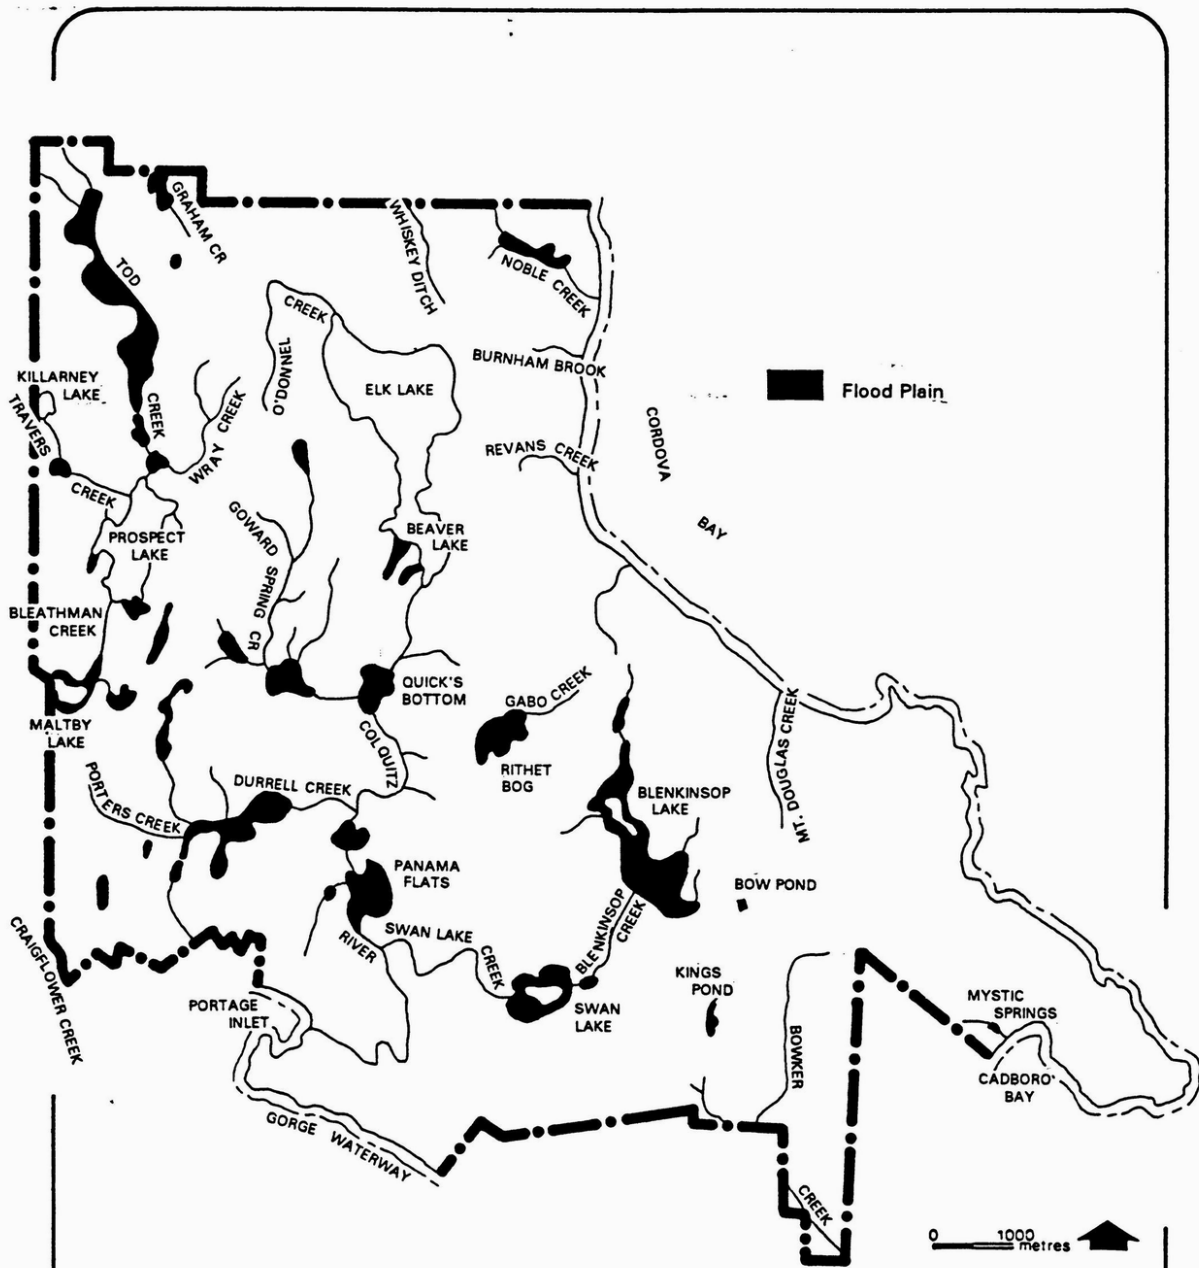 GRAHAM CR
TOD
CREEK
WHISKEY DITCH
NOBLE CREEK
O'DONNEL
CREEK
BURNHAM BROOK
ELK LAKE
KILLARNEY
LAKE
TRAVERS
CREEK
WRAY CREEK
Flood Plain
REVANS CREEK
CORDOVA
BAY
PROSPECT
LAKE
GOWARD
SPRING
CR
BEAVER
LAKE
BLEATHMAN
CREEK
MALTBY
LAKE
QUICK'S
BOTTOM
GABO CREEK
RITHET
BOG
COLQUITZ
RIVER
MT. DOUGLAS CREEK
PORTERS CREEK
DURRELL CREEK
BLENKINSOP
LAKE
PANAMA
FLATS
BOW POND
BLENKINSOP
CREEK
SWAN LAKE
CREEK
SWAN
LAKE
KINGS
POND
CRAIGFLOWER CREEK
PORTAGE
INLET
GORGE WATERWAY
BOWKER
CREEK
MYSTIC
SPRINGS
CADBORO
BAY
0 1000
metres